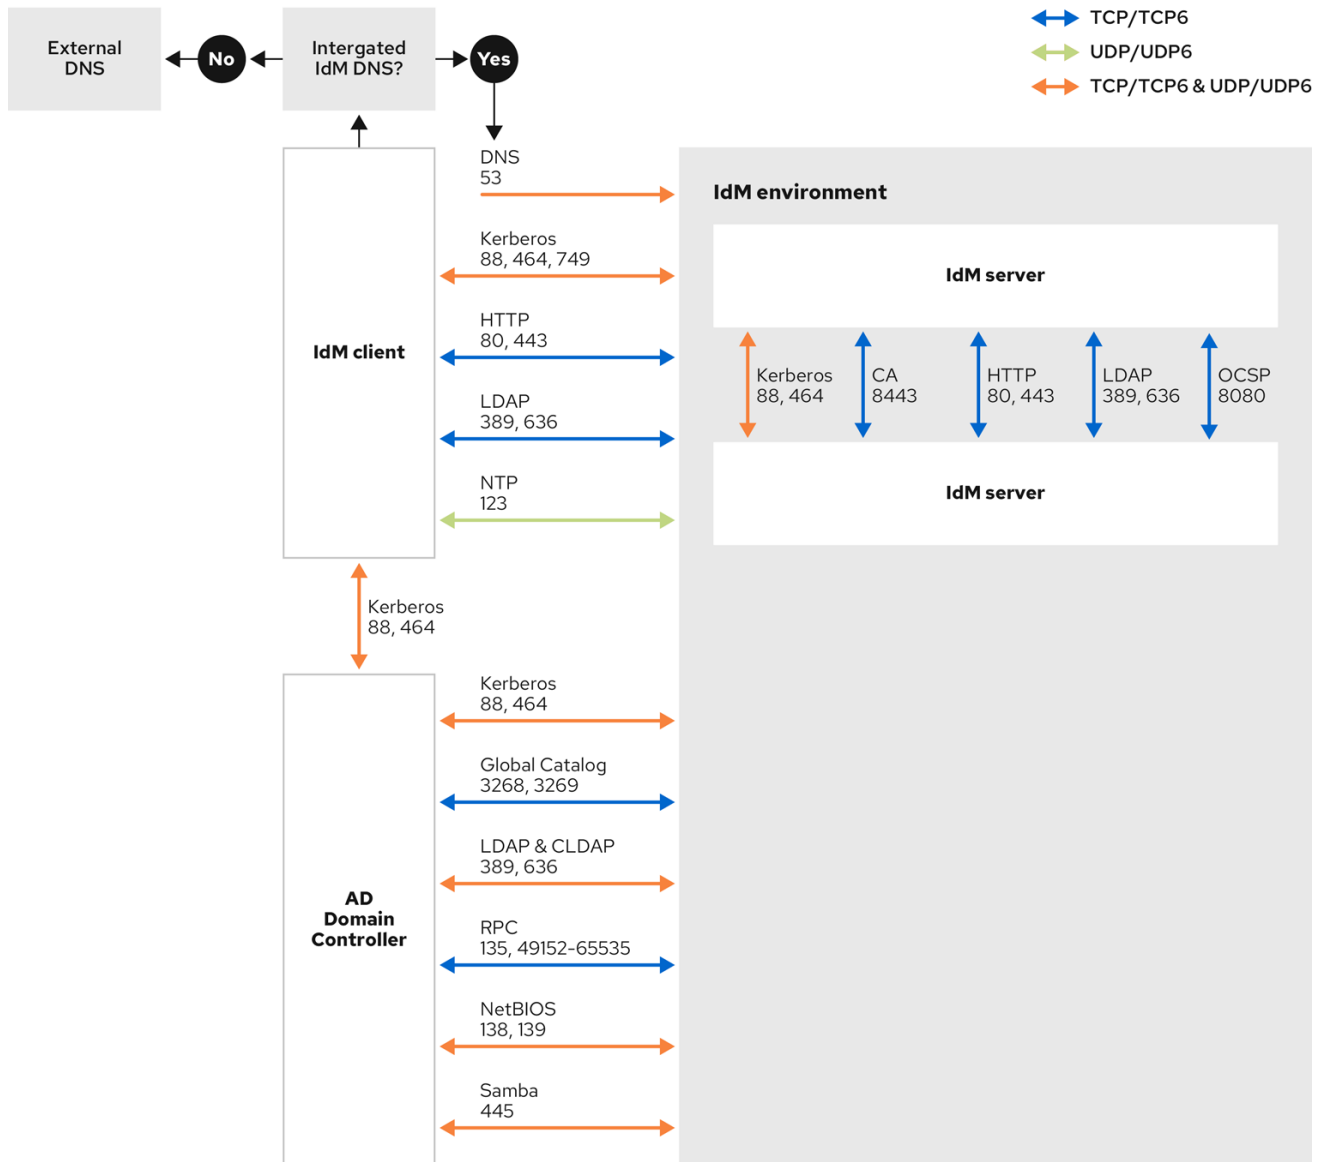 External
DNS
No
Intergated
IdM DNS?
Yes
TCP/TCP6
UDP/UDP6
TCP/TCP6 & UDP/UDP6
DNS
53
Kerberos
88, 464, 749
HTTP
80, 443
LDAP
389, 636
NTP
123
IdM client
IdM environment
IdM server
Kerberos
88, 464
CA
8443
HTTP
80, 443
LDAP
389, 636
OCSP
8080
IdM server
Kerberos
88, 464
AD
Domain
Controller
Kerberos
88, 464
Global Catalog
3268, 3269
LDAP & CLDAP
389, 636
RPC
135, 49152-65535
NetBIOS
138, 139
Samba
445